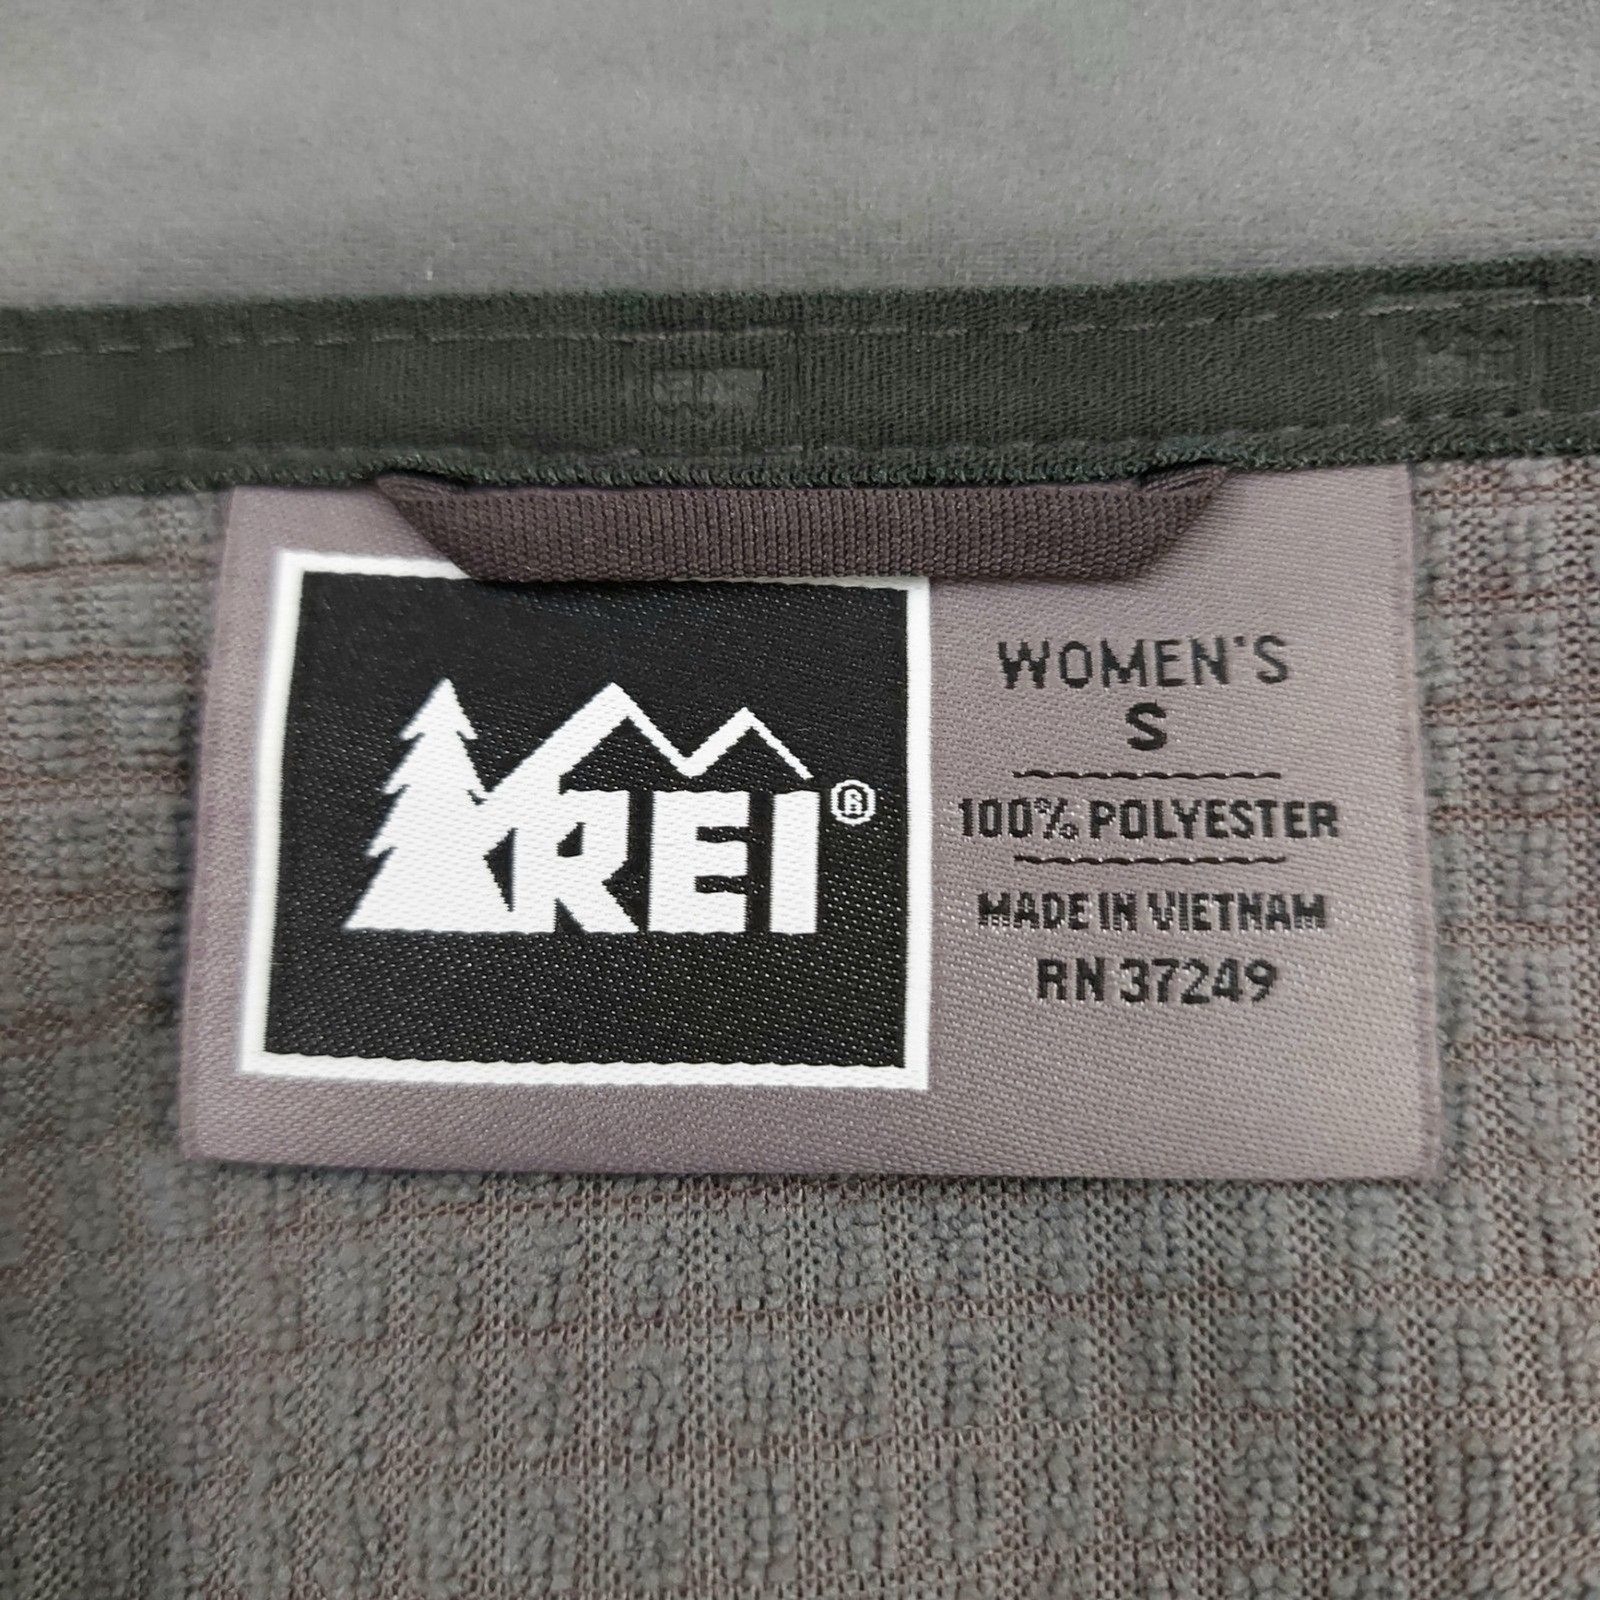 REI®
WOMEN'S
S
100% POLYESTER
MADE IN VIETNAM
RN 37249